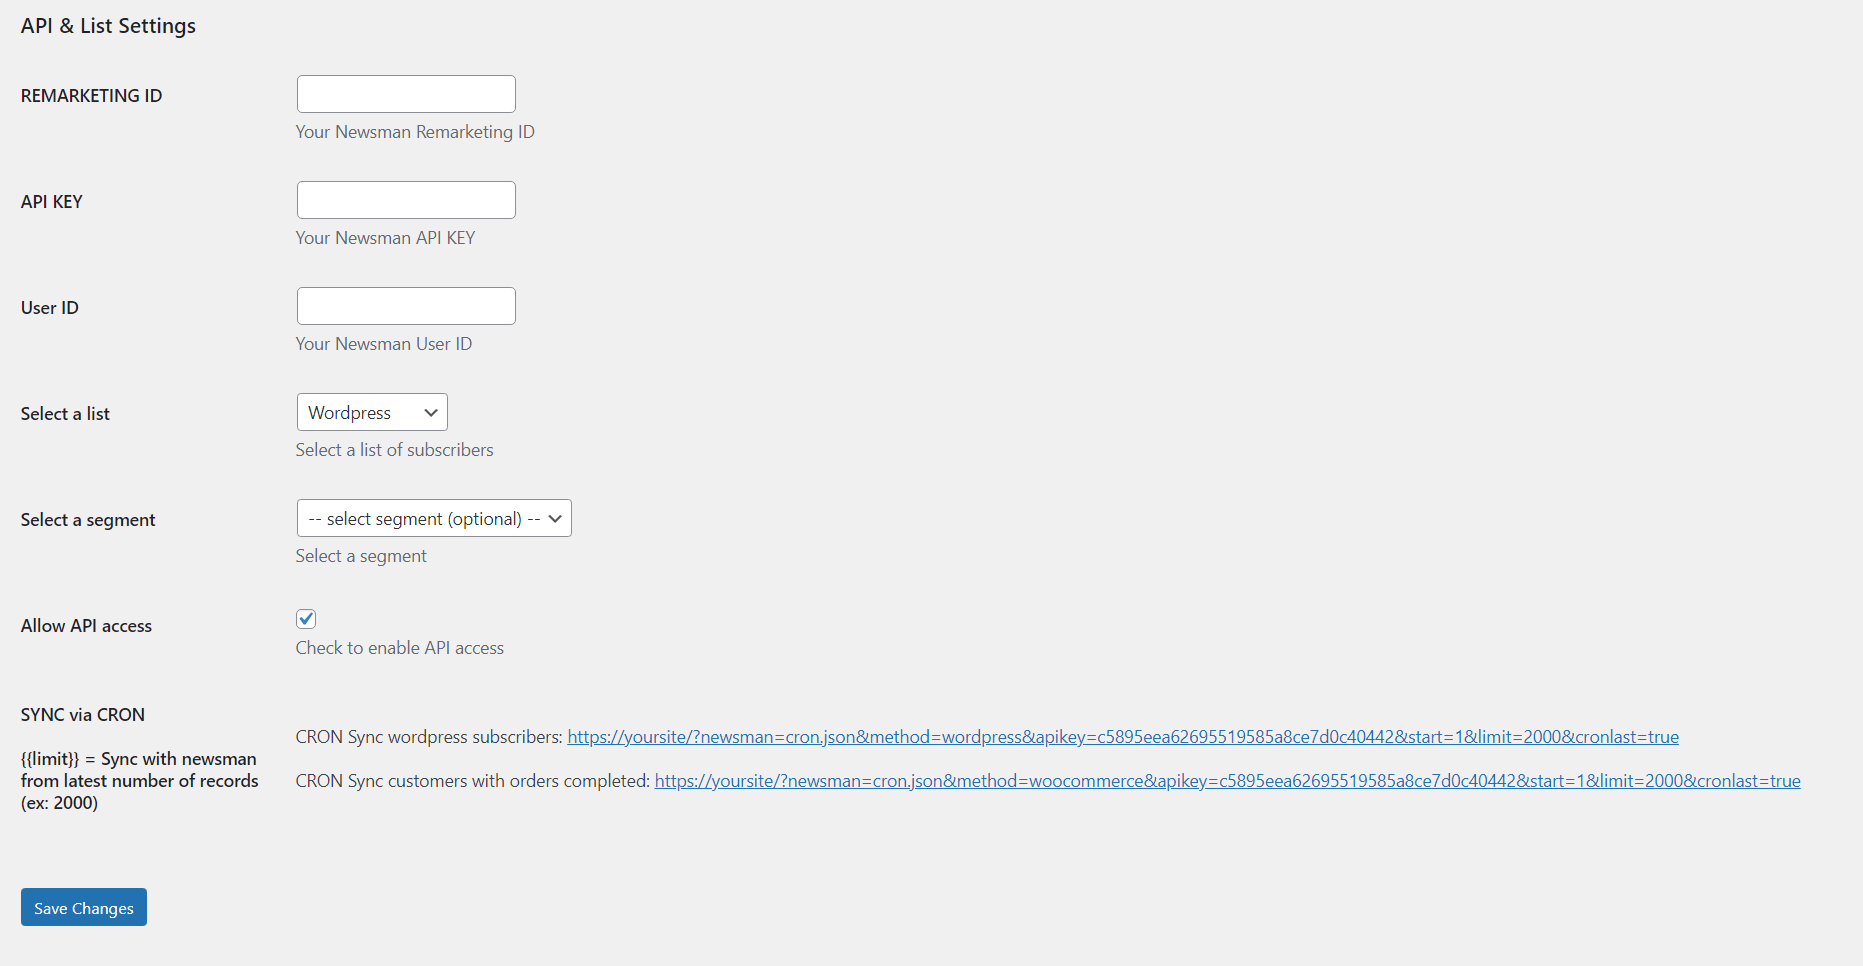 API & List Settings
REMARKETING ID
Your Newsman Remarketing ID
API KEY
Your Newsman API KEY
User ID
Your Newsman User ID
Select a list
Wordpress
Select a list of subscribers
Select a segment
-- select segment (optional) --
Select a segment
Allow API access
Check to enable API access
SYNC via CRON
{{limit}} = Sync with newsman
from latest number of records
(ex: 2000)
CRON Sync wordpress subscribers: https://yoursite/?newsman=cron.json&method=wordpress&apikey=c5895eea62695519585a8ce7d0c40442&start=1&limit=2000&cronlast=true
CRON Sync customers with orders completed: https://yoursite/?newsman=cron.json&method=woocommerce&apikey=c5895eea62695519585a8ce7d0c40442&start=1&limit=2000&cronlast=true
Save Changes